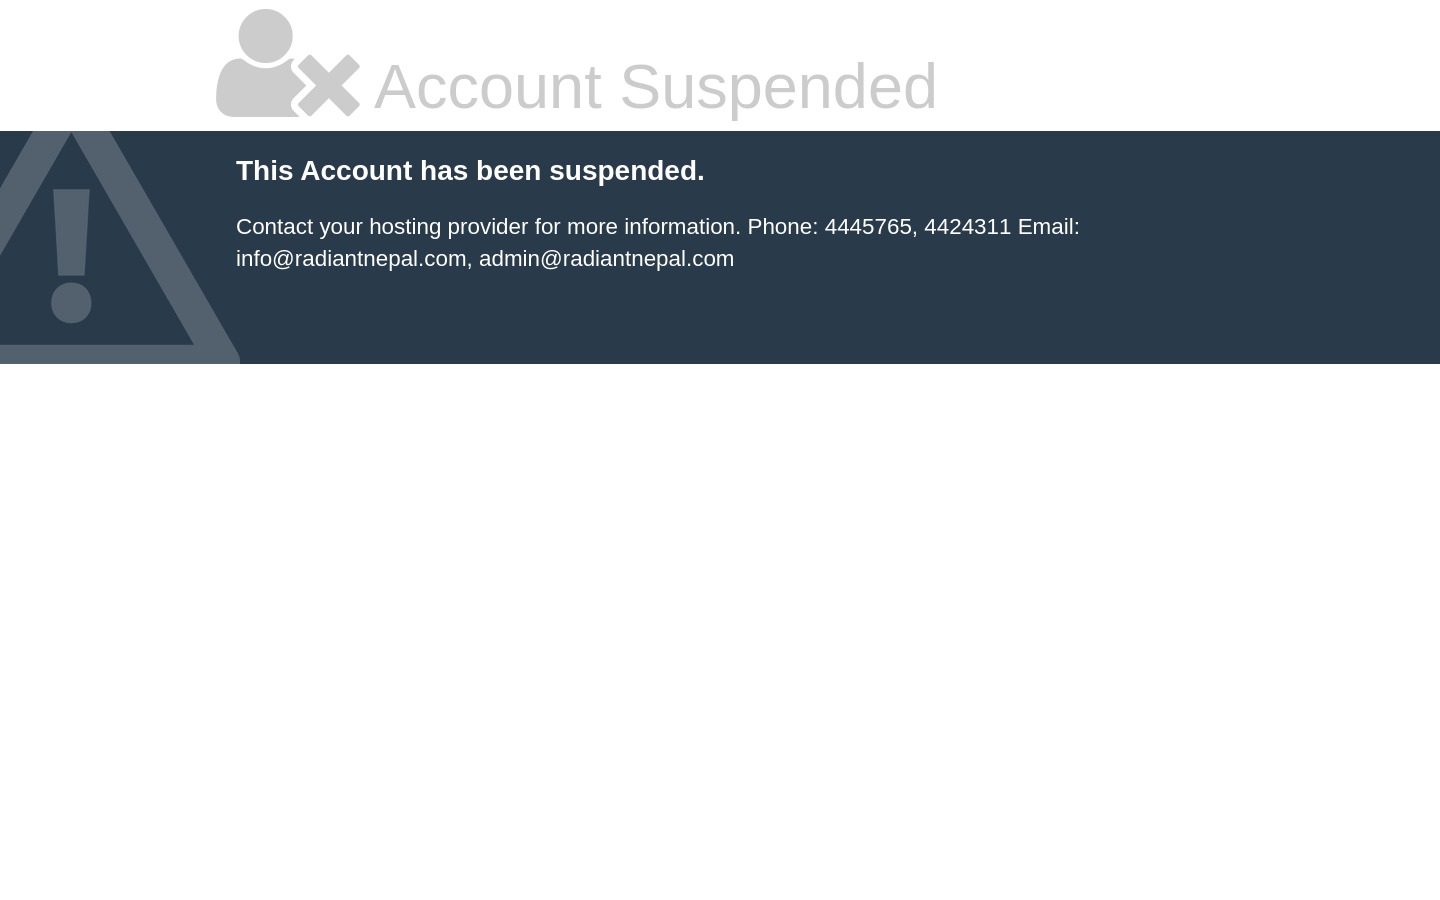 Account Suspended
This Account has been suspended.
Contact your hosting provider for more information. Phone: 4445765, 4424311 Email:
info@radiantnepal.com, admin@radiantnepal.com